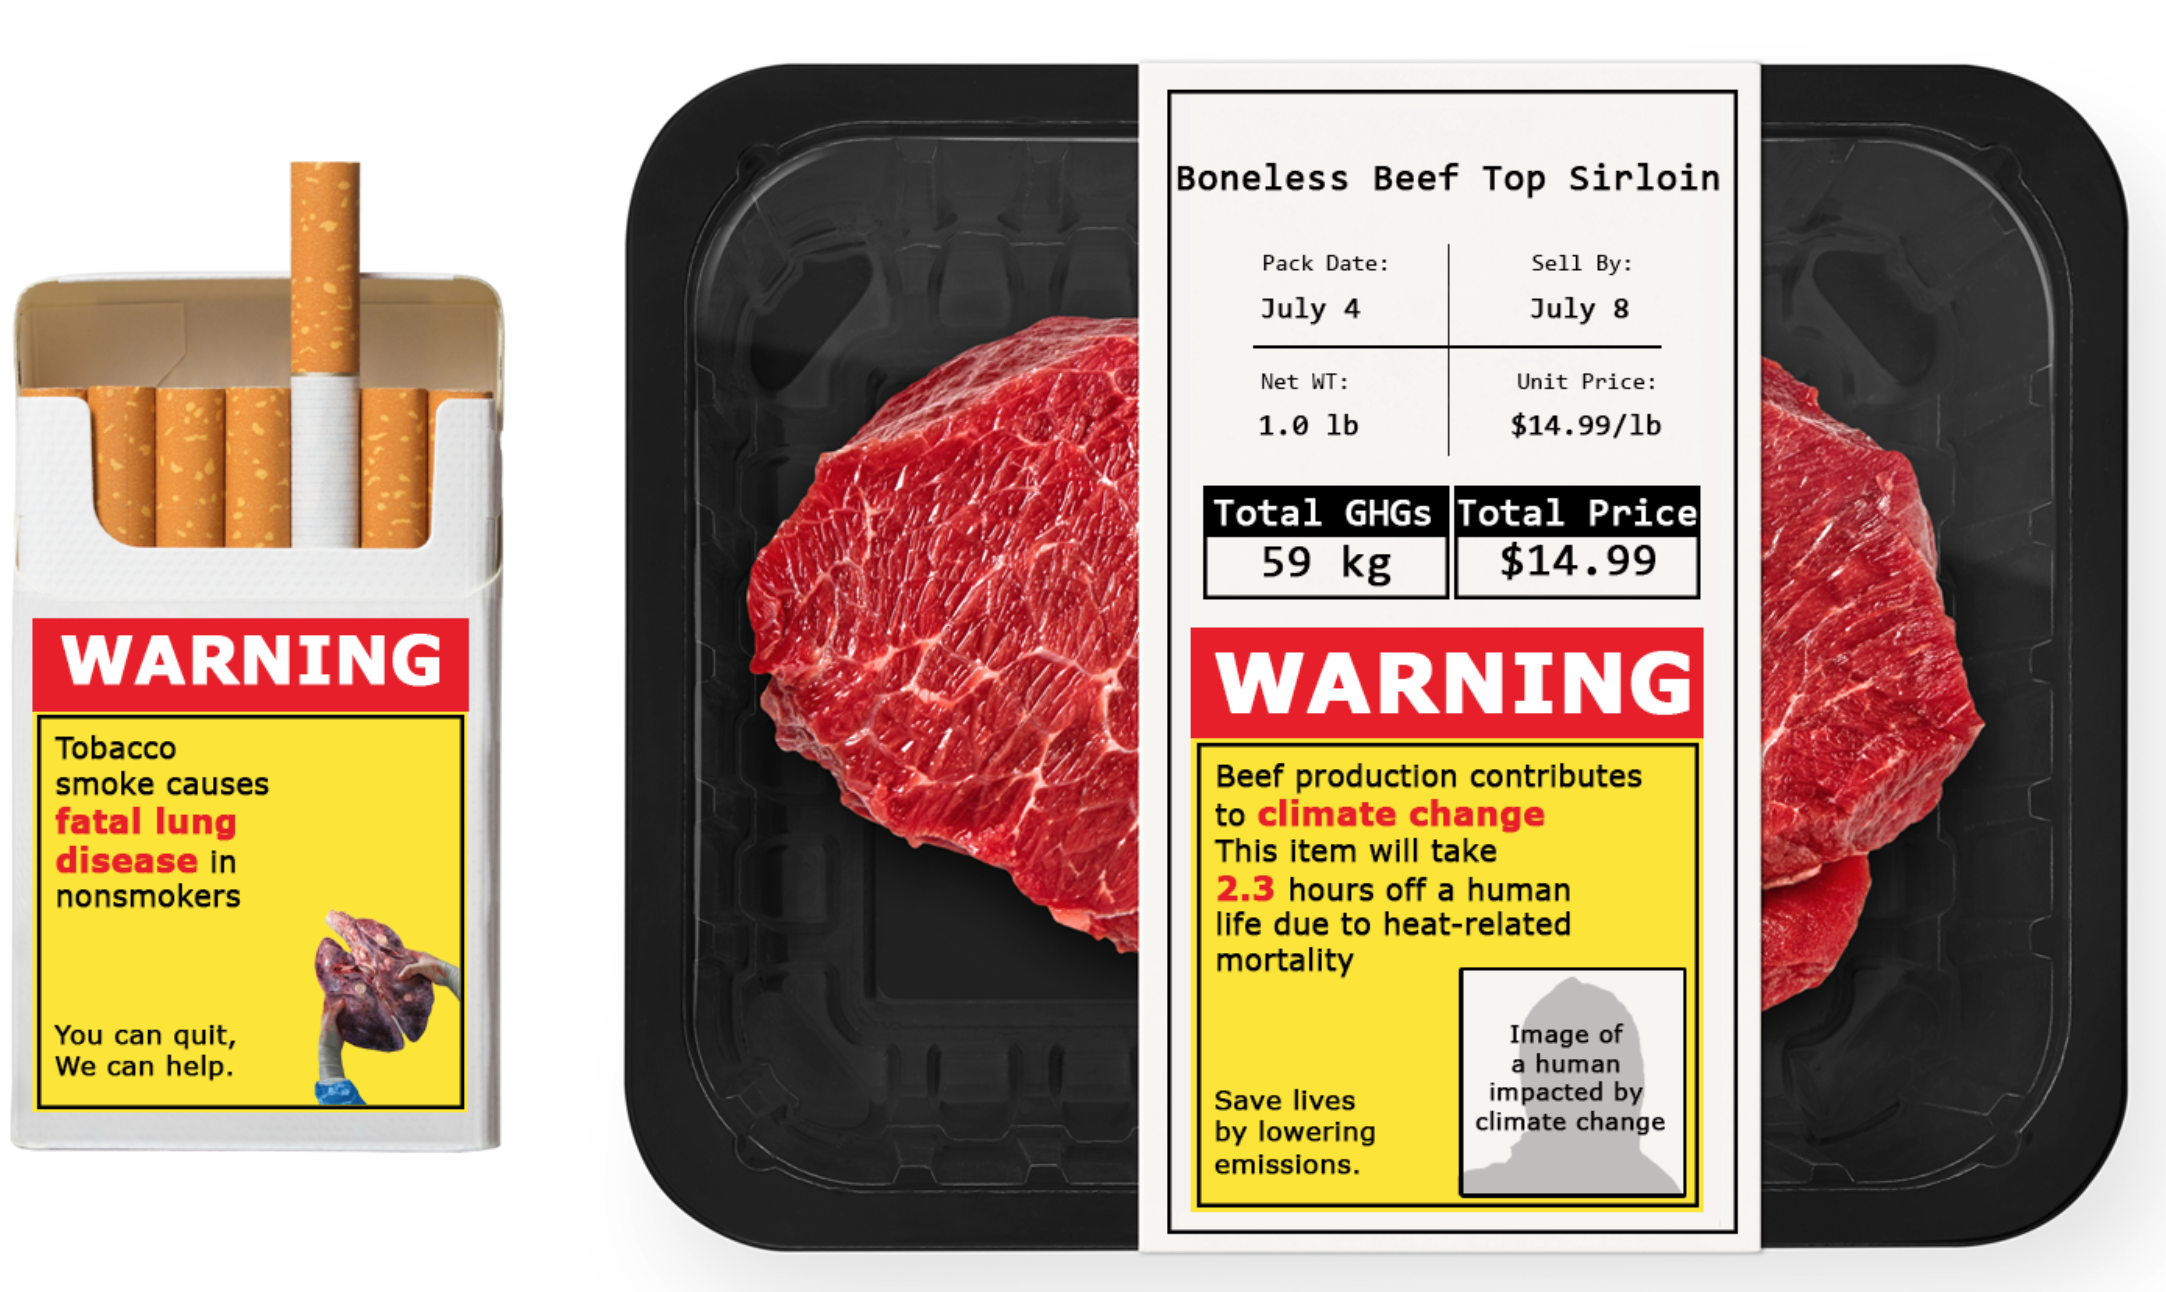 WARNING
Tobacco
smoke causes
fatal lung
disease in
nonsmokers
You can quit,
We can help.
Boneless Beef Top Sirloin
Pack Date:
July 4
Sell By:
July 8
Net WT:
1.0 lb
Unit Price:
$14.99/lb
Total GHGs
59 kg
Total Price
$14.99
WARNING
Beef production contributes
to climate change
This item will take
2.3 hours off a human
life due to heat-related
mortality
Save lives
by lowering
emissions.
Image of
a human
impacted by
climate change